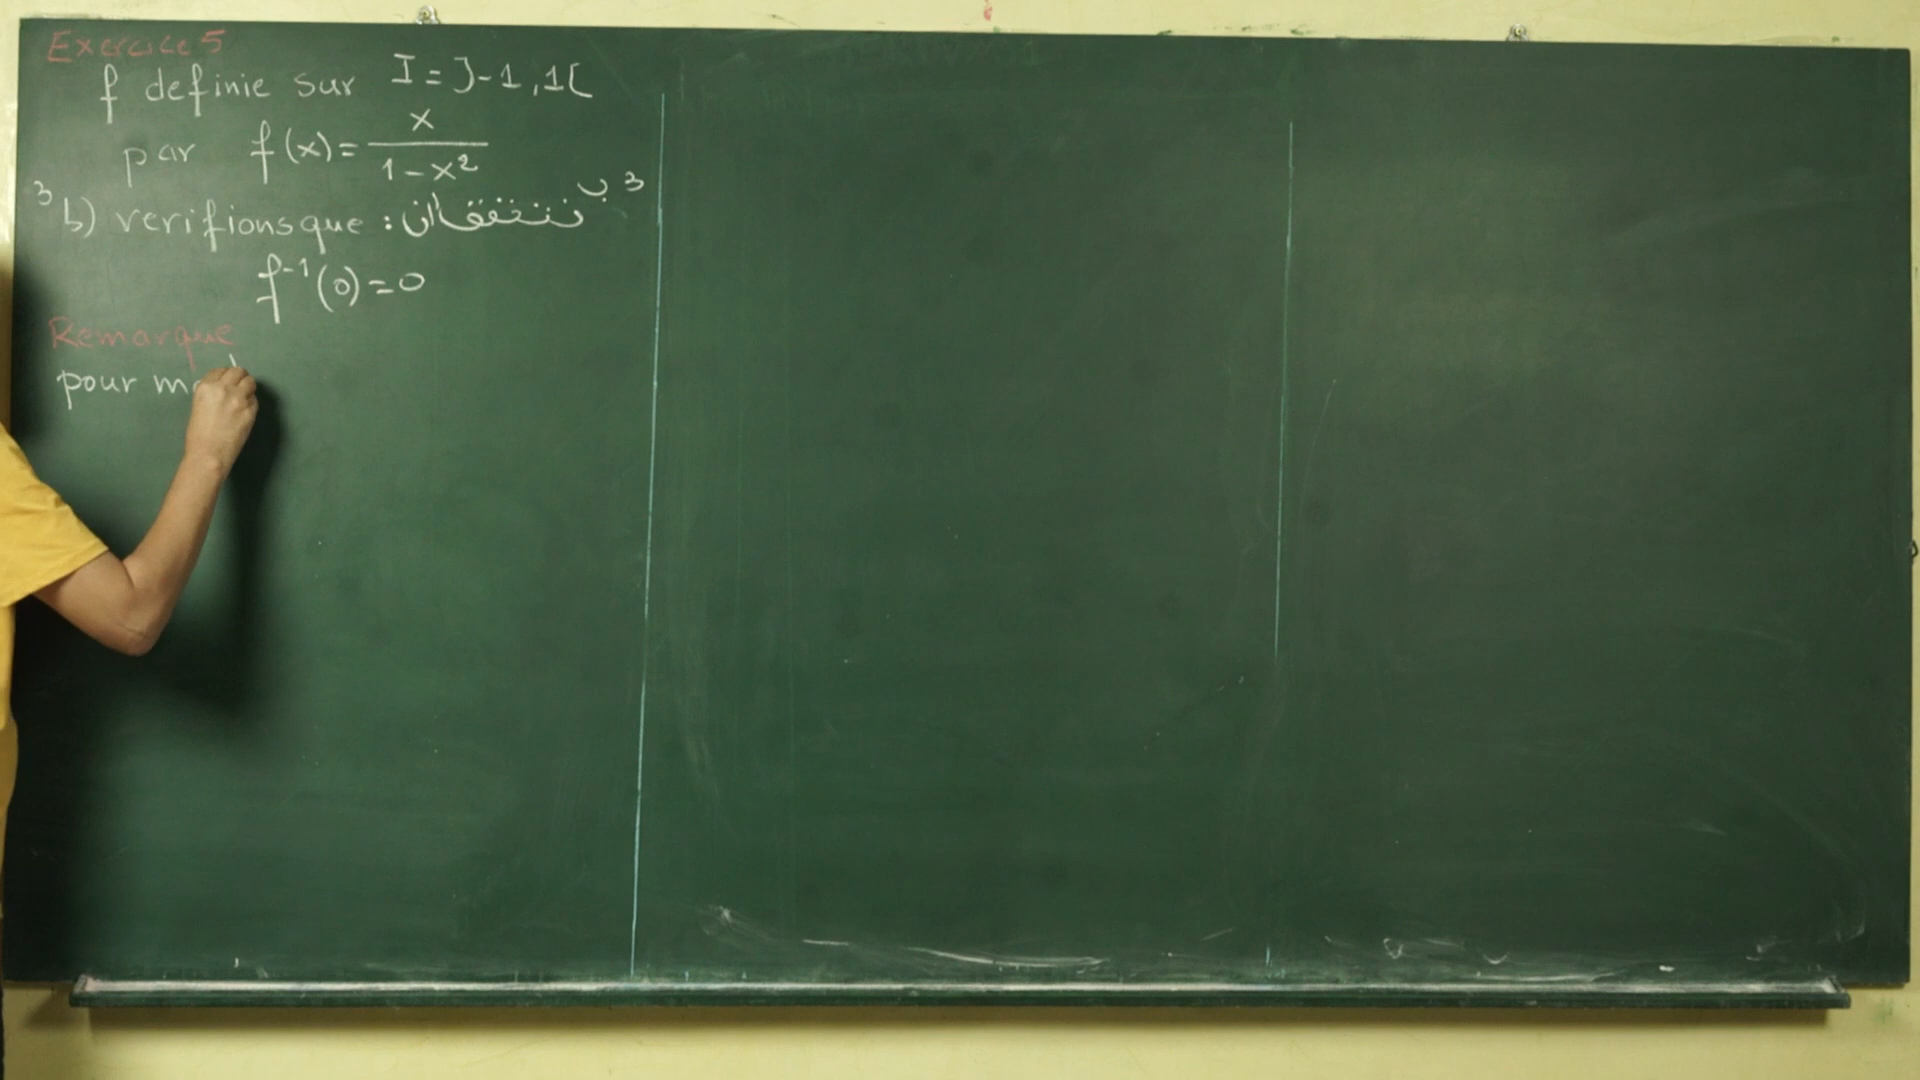 Exercice 5
f definie sur I = ]-1,1[
par f(x) = x / (1 - x²)
3 b) verifions que : نتحقق أن ب 3
f⁻¹(0) = 0
Remarque
pour